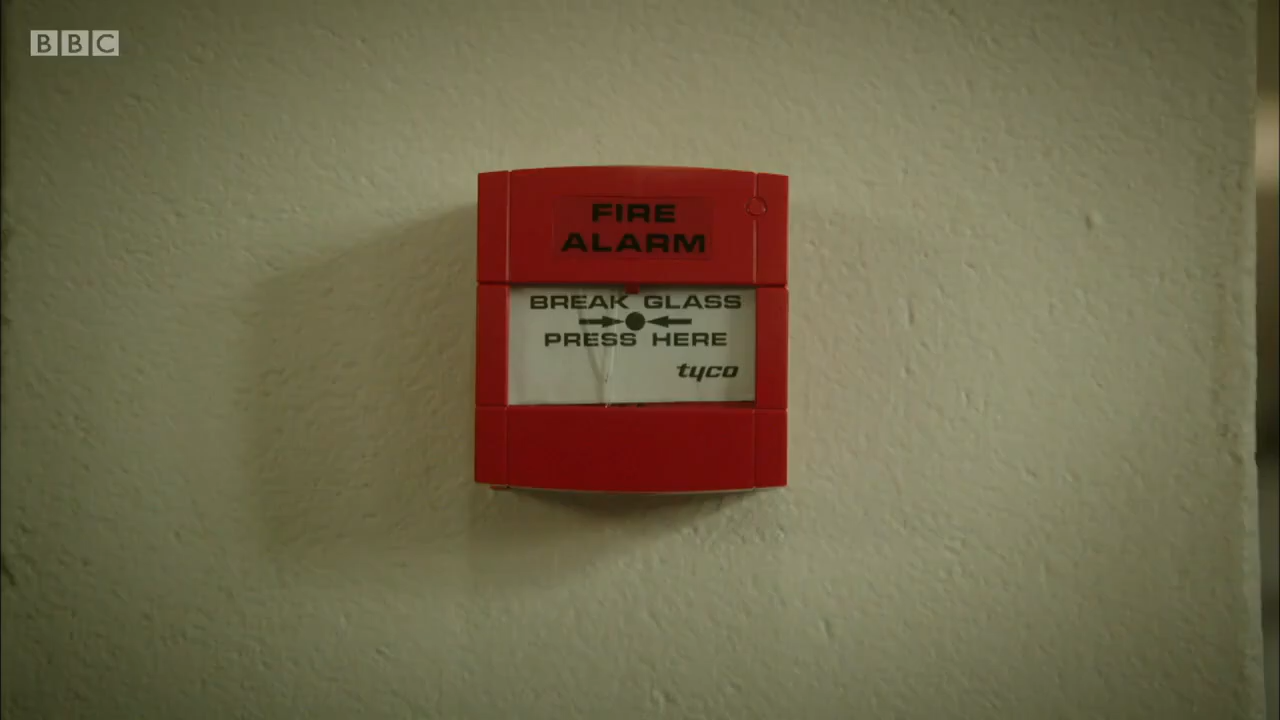 BBC
FIRE
ALARM
BREAK GLASS
PRESS HERE
tyco